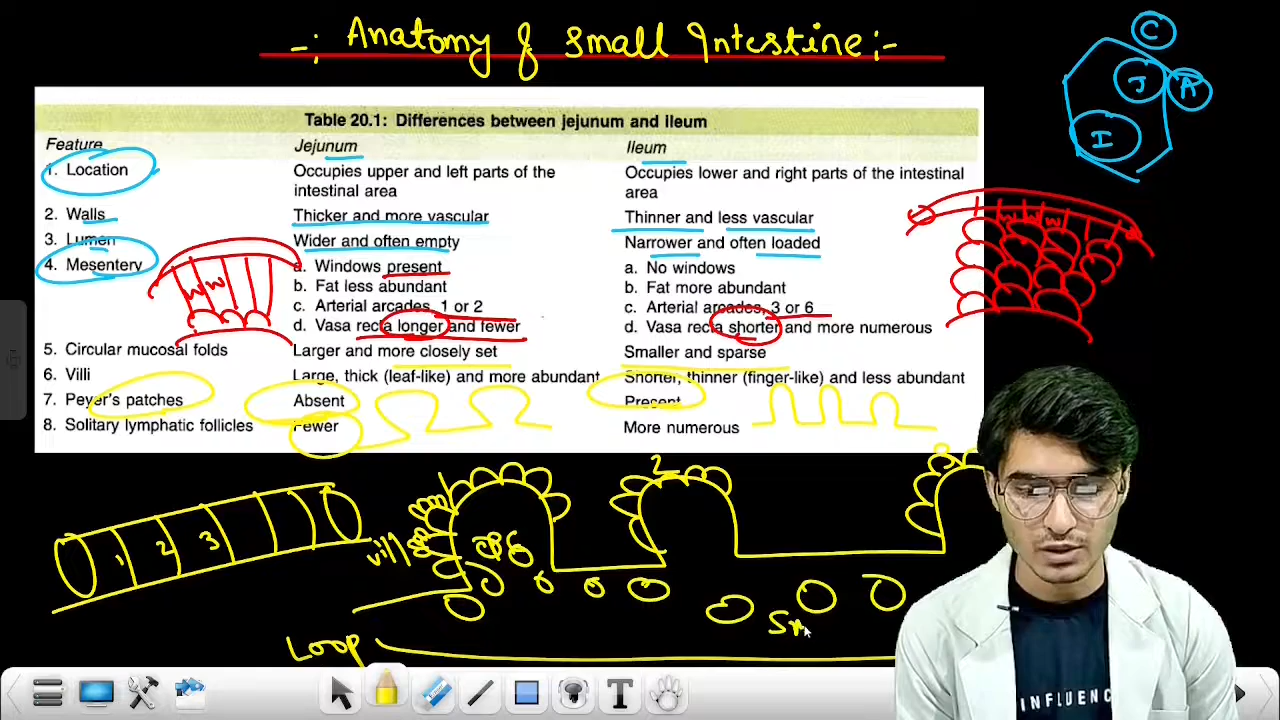 -: Anatomy of Small Intestine:-
C
J A
I
Table 20.1: Differences between jejunum and ileum
Feature Jejunum Ileum
1. Location Occupies upper and left parts of the intestinal area Occupies lower and right parts of the intestinal area
2. Walls Thicker and more vascular Thinner and less vascular
3. Lumen Wider and often empty Narrower and often loaded
4. Mesentery a. Windows present a. No windows
b. Fat less abundant b. Fat more abundant
c. Arterial arcades, 1 or 2 c. Arterial arcades, 3 or 6
d. Vasa recta longer and fewer d. Vasa recta shorter and more numerous
5. Circular mucosal folds Larger and more closely set Smaller and sparse
6. Villi Large, thick (leaf-like) and more abundant Shorter, thinner (finger-like) and less abundant
7. Peyer's patches Absent Present
8. Solitary lymphatic follicles Fewer More numerous
W W
W W W
1 2 3
1 2 3
villi
Sm
Loop
INFLUENC